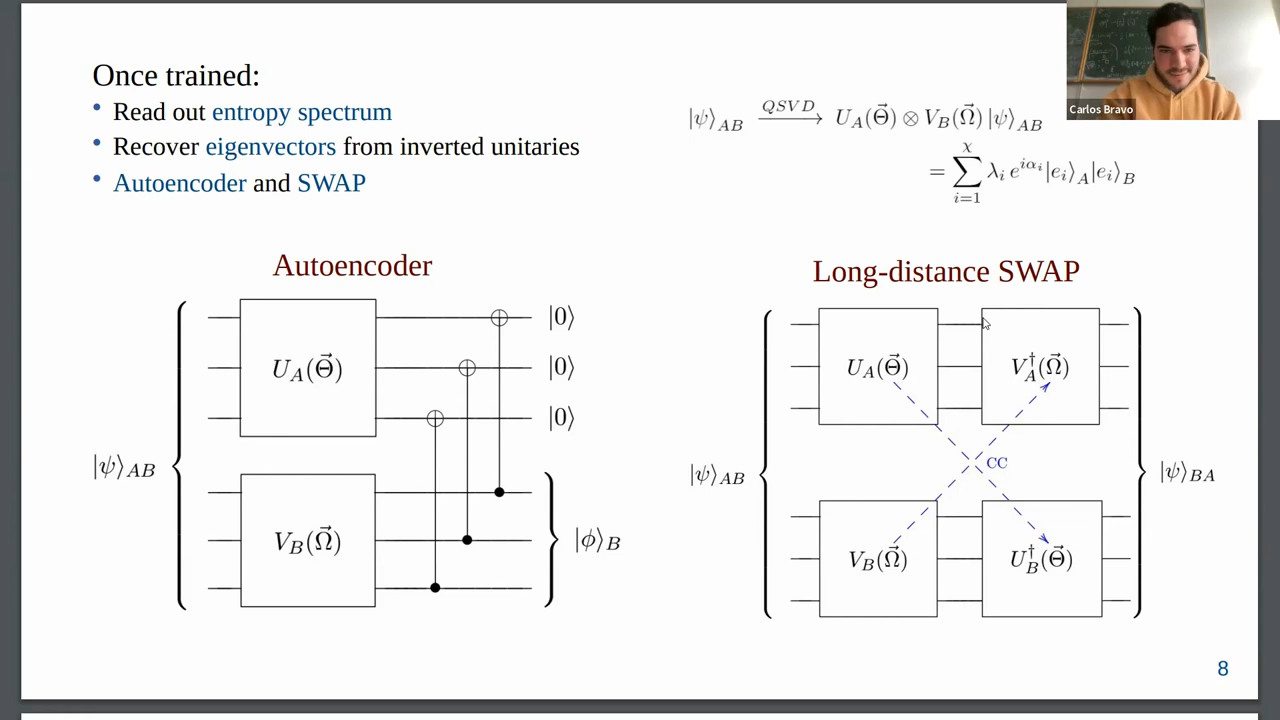 Once trained:
• Read out entropy spectrum
• Recover eigenvectors from inverted unitaries
• Autoencoder and SWAP
|ψ⟩_AB —QSVD→ U_A(Θ⃗) ⊗ V_B(Ω⃗) |ψ⟩_AB
= ∑_{i=1}^{χ} λ_i e^{iα_i} |e_i⟩_A |e_i⟩_B
Carlos Bravo
Autoencoder
|ψ⟩_AB
U_A(Θ⃗)
V_B(Ω⃗)
|0⟩
|0⟩
|0⟩
|ϕ⟩_B
Long-distance SWAP
|ψ⟩_AB
U_A(Θ⃗)
V_A^†(Ω⃗)
CC
V_B(Ω⃗)
U_B^†(Θ⃗)
|ψ⟩_BA
8